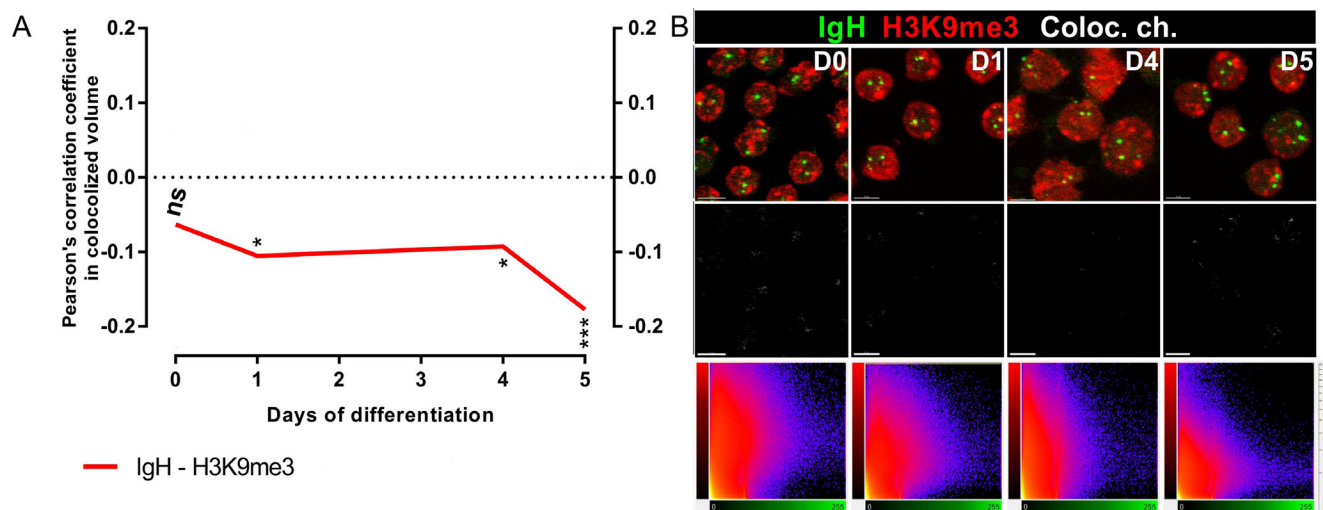 A
Pearson's correlation coefficient
in colocolized volume
0.2
0.1
0.0
-0.1
-0.2
0.2
0.1
0.0
-0.1
-0.2
ns
*
*
***
0 1 2 3 4 5
Days of differentiation
IgH - H3K9me3
B
IgH H3K9me3 Coloc. ch.
D0 D1 D4 D5
0 255 0 255 0 255 0 255